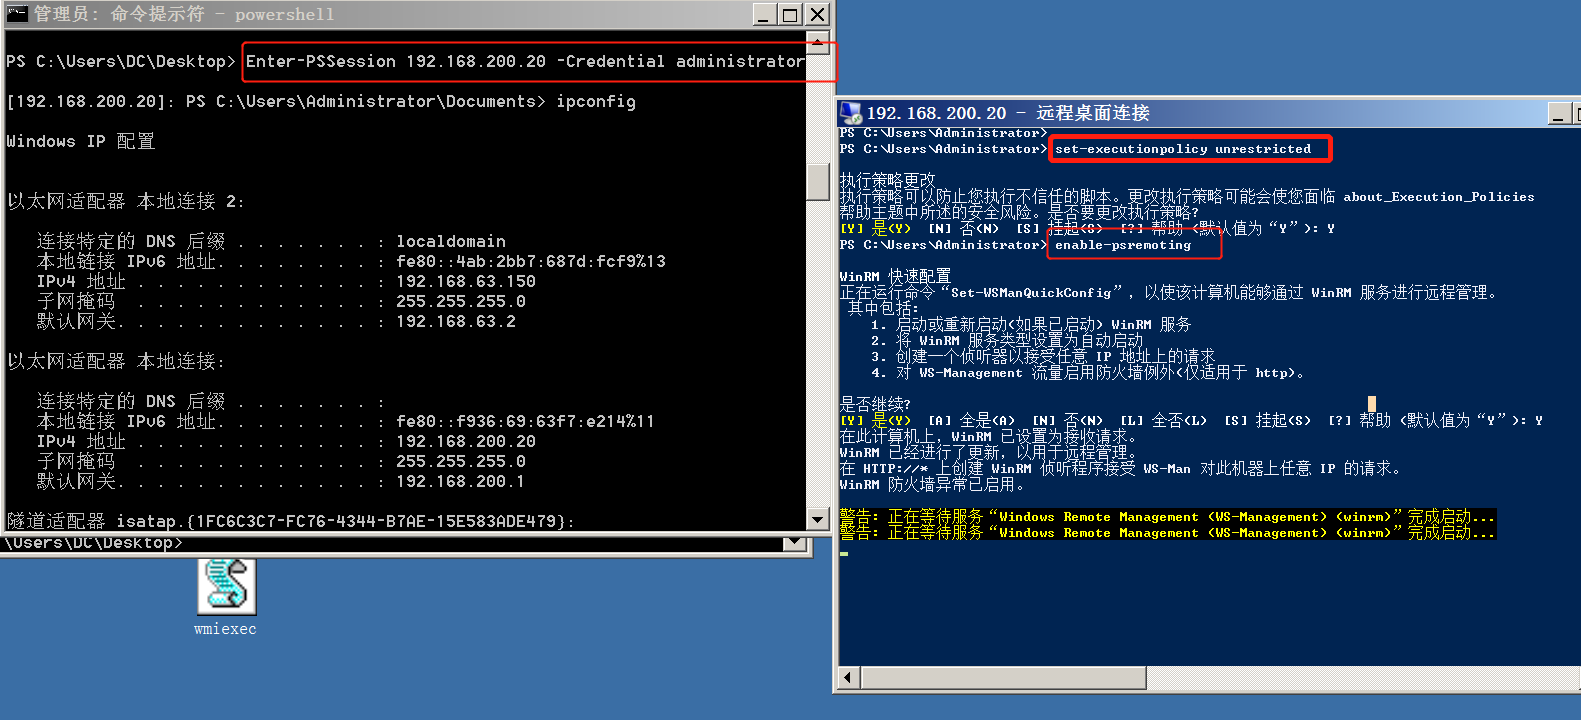 管理员: 命令提示符 - powershell
PS C:\Users\DC\Desktop> Enter-PSSession 192.168.200.20 -Credential administrator
[192.168.200.20]: PS C:\Users\Administrator\Documents> ipconfig
Windows IP 配置
以太网适配器 本地连接 2:
连接特定的 DNS 后缀 . . . . . . . : localdomain
本地链接 IPv6 地址. . . . . . . . : fe80::4ab:2bb7:687d:fcf9%13
IPv4 地址 . . . . . . . . . . . . : 192.168.63.150
子网掩码 . . . . . . . . . . . . : 255.255.255.0
默认网关. . . . . . . . . . . . . : 192.168.63.2
以太网适配器 本地连接:
连接特定的 DNS 后缀 . . . . . . . :
本地链接 IPv6 地址. . . . . . . . : fe80::f936:69:63f7:e214%11
IPv4 地址 . . . . . . . . . . . . : 192.168.200.20
子网掩码 . . . . . . . . . . . . : 255.255.255.0
默认网关. . . . . . . . . . . . . : 192.168.200.1
隧道适配器 isatap.{1FC6C3C7-FC76-4344-B7AE-15E583ADE479}:
\Users\DC\Desktop>
wmiexec
192.168.200.20 - 远程桌面连接
PS C:\Users\Administrator>
PS C:\Users\Administrator> set-executionpolicy unrestricted
执行策略更改
执行策略可以防止您执行不信任的脚本。更改执行策略可能会使您面临 about_Execution_Policies
帮助主题中所述的安全风险。是否要更改执行策略?
[Y] 是(Y) [N] 否(N) [S] 挂起(S) [?] 帮助 (默认值为“Y”): Y
PS C:\Users\Administrator> enable-psremoting
WinRM 快速配置
正在运行命令“Set-WSManQuickConfig”，以使该计算机能够通过 WinRM 服务进行远程管理。
其中包括:
1. 启动或重新启动(如果已启动) WinRM 服务
2. 将 WinRM 服务类型设置为自动启动
3. 创建一个侦听器以接受任意 IP 地址上的请求
4. 对 WS-Management 流量启用防火墙例外(仅适用于 http)。
是否继续?
[Y] 是(Y) [A] 全是(A) [N] 否(N) [L] 全否(L) [S] 挂起(S) [?] 帮助 (默认值为“Y”): Y
在此计算机上，WinRM 已设置为接收请求。
WinRM 已经进行了更新，以用于远程管理。
在 HTTP://* 上创建 WinRM 侦听程序接受 WS-Man 对此机器上任意 IP 的请求。
WinRM 防火墙异常已启用。
警告: 正在等待服务“Windows Remote Management (WS-Management) (winrm)”完成启动...
警告: 正在等待服务“Windows Remote Management (WS-Management) (winrm)”完成启动...